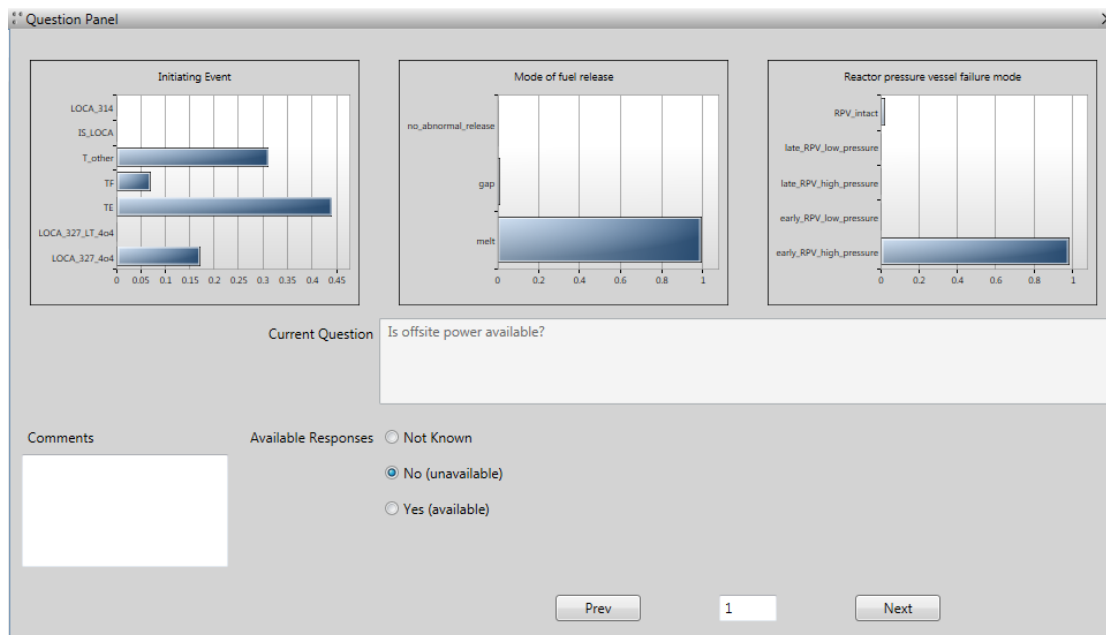 Question Panel
Initiating Event
LOCA_314
IS_LOCA
T_other
TF
TE
LOCA_327_LT_4o4
LOCA_327_4o4
0 0.05 0.1 0.15 0.2 0.25 0.3 0.35 0.4 0.45
Mode of fuel release
no_abnormal_release
gap
melt
0 0.2 0.4 0.6 0.8 1
Reactor pressure vessel failure mode
RPV_intact
late_RPV_low_pressure
late_RPV_high_pressure
early_RPV_low_pressure
early_RPV_high_pressure
0 0.2 0.4 0.6 0.8 1
Current Question
Is offsite power available?
Comments
Available Responses
Not Known
No (unavailable)
Yes (available)
Prev
1
Next